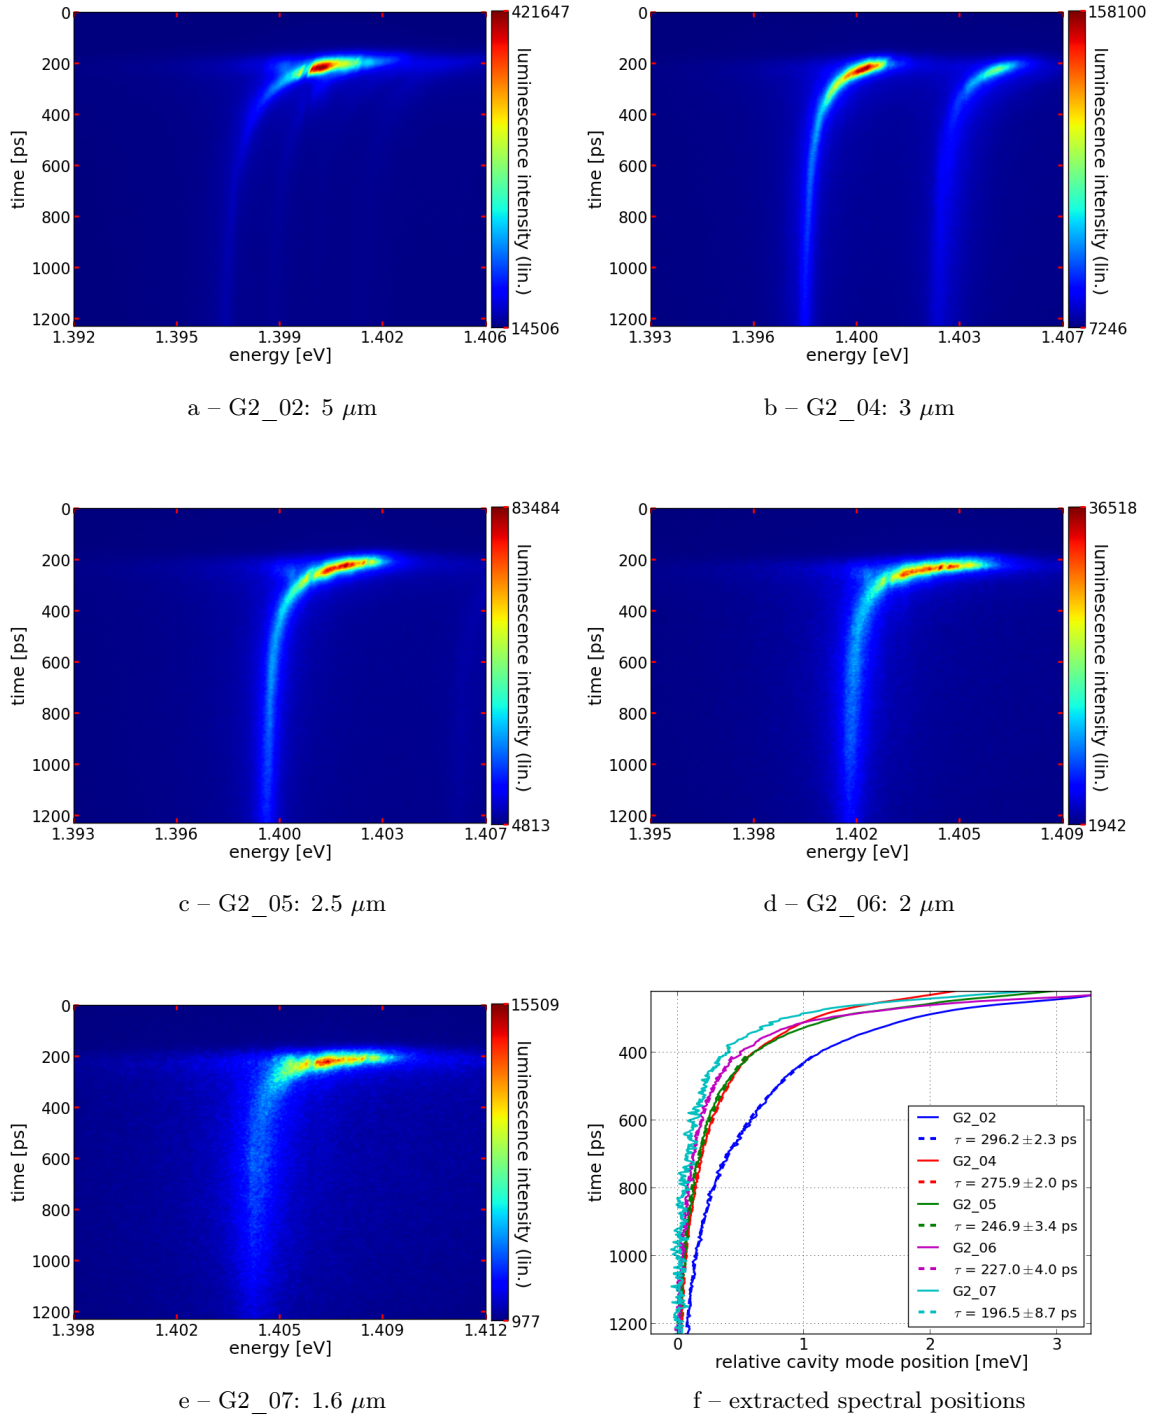 0
200
400
600
800
1000
1200
time [ps]
1.392
1.395
1.399
1.402
1.406
energy [eV]
421647
14506
luminescence intensity (lin.)
a – G2_02: 5 μm
0
200
400
600
800
1000
1200
time [ps]
1.393
1.396
1.400
1.403
1.407
energy [eV]
158100
7246
luminescence intensity (lin.)
b – G2_04: 3 μm
0
200
400
600
800
1000
1200
time [ps]
1.393
1.396
1.400
1.403
1.407
energy [eV]
83484
4813
luminescence intensity (lin.)
c – G2_05: 2.5 μm
0
200
400
600
800
1000
1200
time [ps]
1.395
1.398
1.402
1.405
1.409
energy [eV]
36518
1942
luminescence intensity (lin.)
d – G2_06: 2 μm
0
200
400
600
800
1000
1200
time [ps]
1.398
1.402
1.405
1.409
1.412
energy [eV]
15509
977
luminescence intensity (lin.)
e – G2_07: 1.6 μm
400
600
800
1000
1200
time [ps]
0
1
2
3
relative cavity mode position [meV]
G2_02
τ = 296.2±2.3 ps
G2_04
τ = 275.9±2.0 ps
G2_05
τ = 246.9±3.4 ps
G2_06
τ = 227.0±4.0 ps
G2_07
τ = 196.5±8.7 ps
f – extracted spectral positions